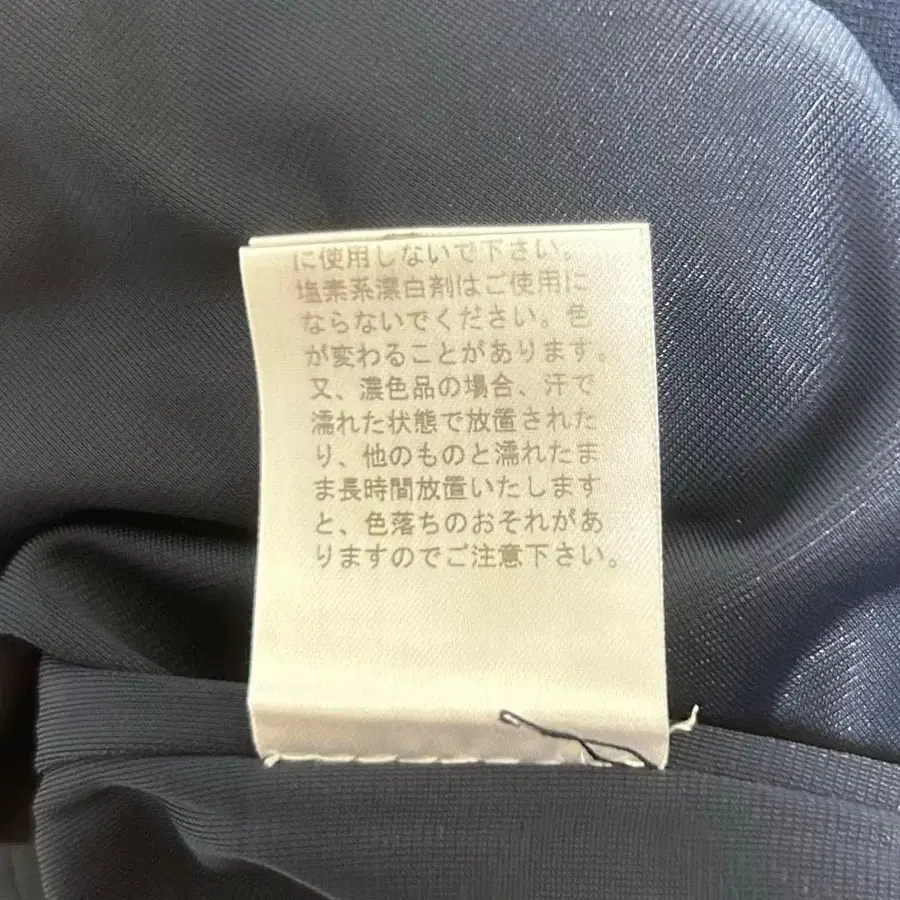 に使用しないで下さい。
塩素系漂白剤はご使用に
ならないでください。色
が変わることがあります。
又、濃色品の場合、汗で
濡れた状態で放置された
り、他のものと濡れたま
ま長時間放置いたします
と、色落ちのおそれがあ
りますのでご注意下さい。